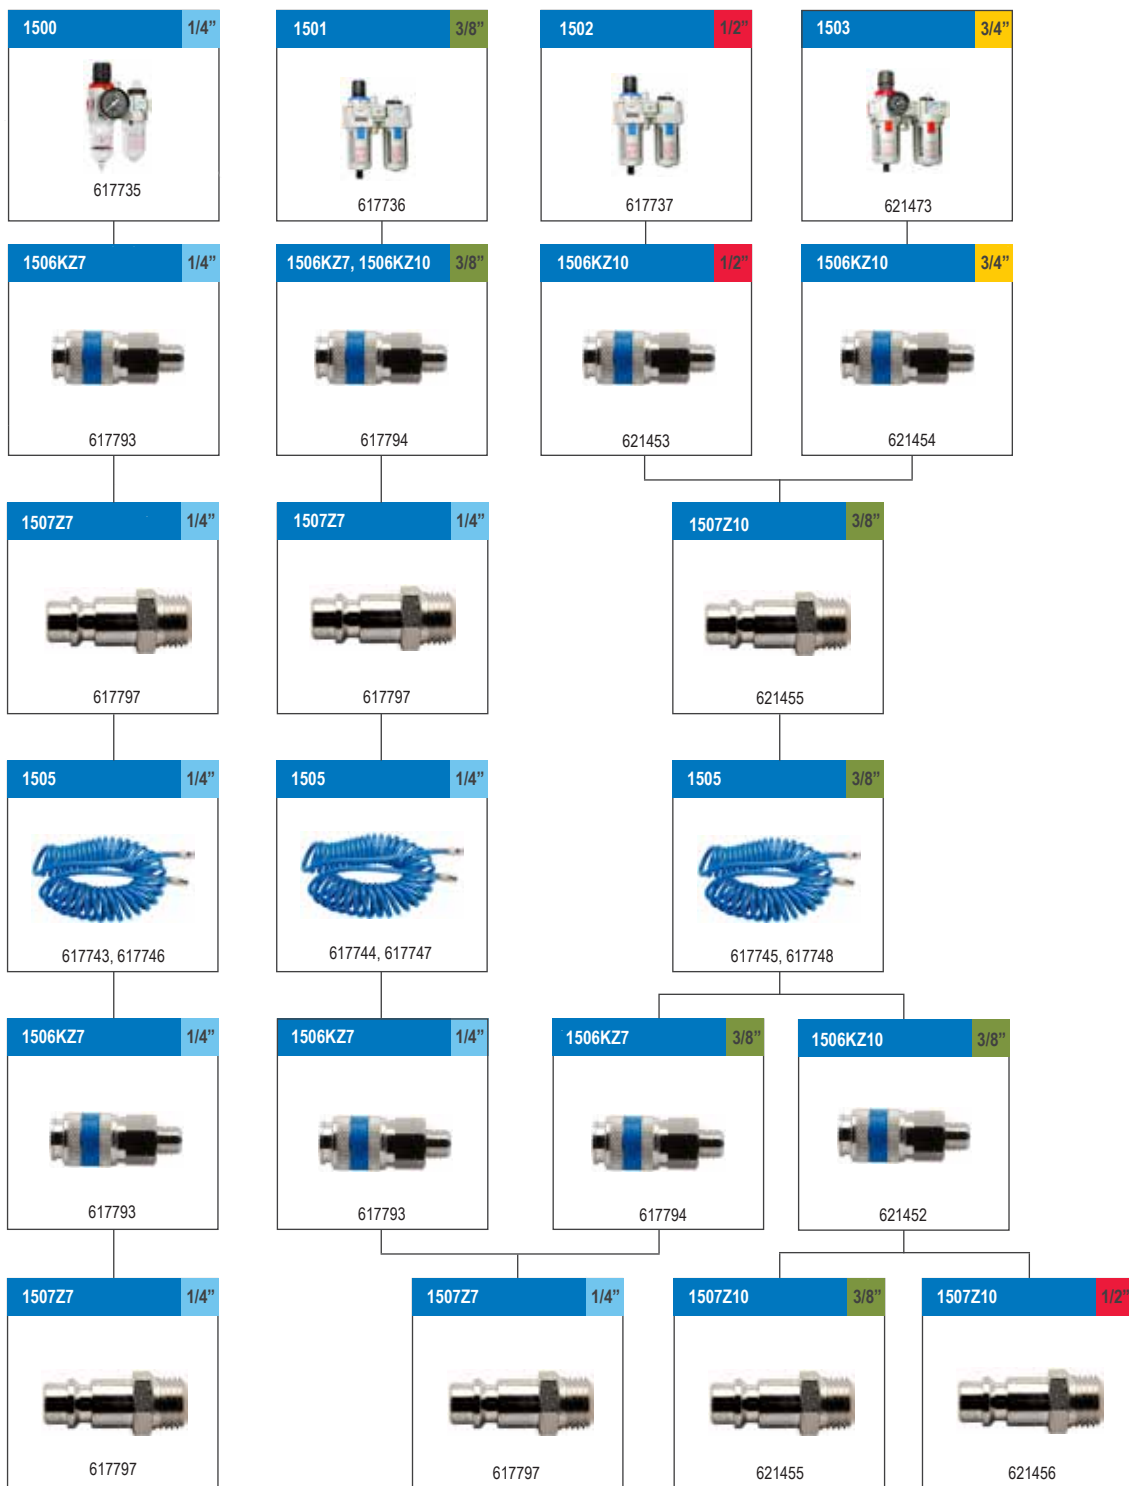 1500 1/4”
1501 3/8”
1502 1/2”
1503 3/4”
617735
617736
617737
621473
1506KZ7 1/4”
1506KZ7, 1506KZ10 3/8”
1506KZ10 1/2”
1506KZ10 3/4”
617793
617794
621453
621454
1507Z7 1/4”
1507Z7 1/4”
1507Z10 3/8”
617797
617797
621455
1505 1/4”
1505 1/4”
1505 3/8”
617743, 617746
617744, 617747
617745, 617748
1506KZ7 1/4”
1506KZ7 1/4”
1506KZ7 3/8”
1506KZ10 3/8”
617793
617793
617794
621452
1507Z7 1/4”
1507Z7 1/4”
1507Z10 3/8”
1507Z10 1/2”
617797
617797
621455
621456